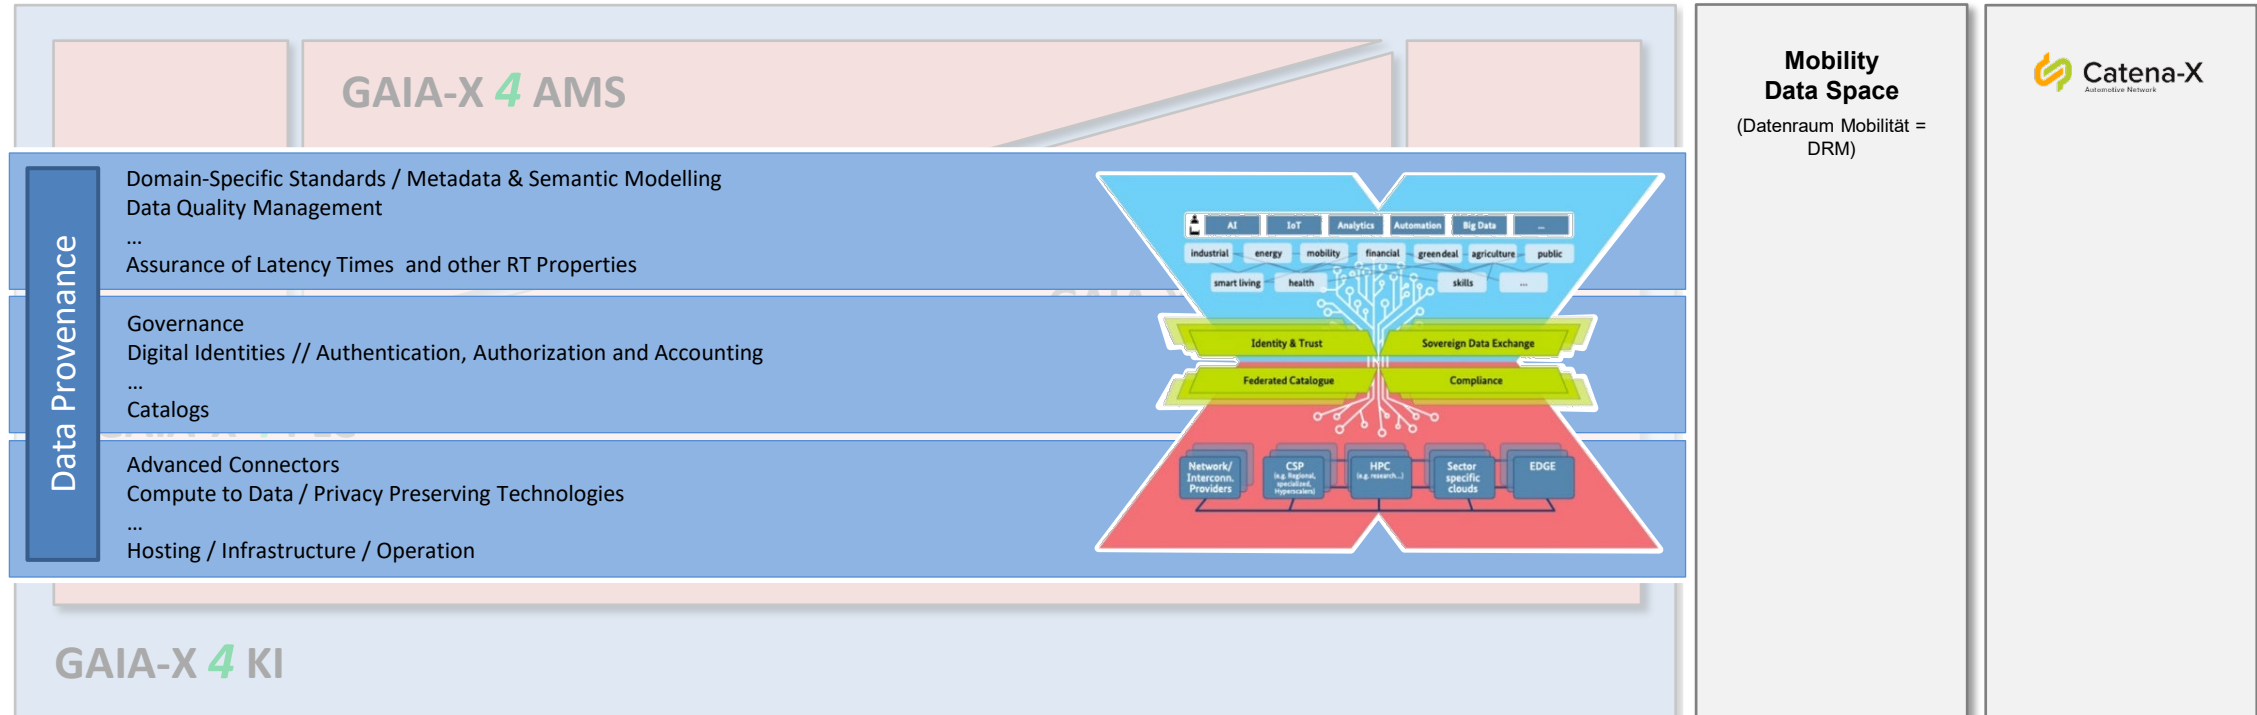 GAIA-X 4 AMS
Data Provenance
Domain-Specific Standards / Metadata & Semantic Modelling
Data Quality Management
...
Assurance of Latency Times and other RT Properties
Governance
Digital Identities // Authentication, Authorization and Accounting
...
Catalogs
Advanced Connectors
Compute to Data / Privacy Preserving Technologies
...
Hosting / Infrastructure / Operation
AI IoT Analytics Automation Big Data ...
industrial energy mobility financial green deal agriculture public
smart living health skills ...
Identity & Trust Sovereign Data Exchange
Federated Catalogue Compliance
Network/
Interconn.
Providers
CSP
(e.g. Regional,
specialized,
Hyperscalers)
HPC
(e.g. research...)
Sector
specific
clouds
EDGE
GAIA-X 4 KI
Mobility
Data Space
(Datenraum Mobilität =
DRM)
Catena-X
Automotive Network